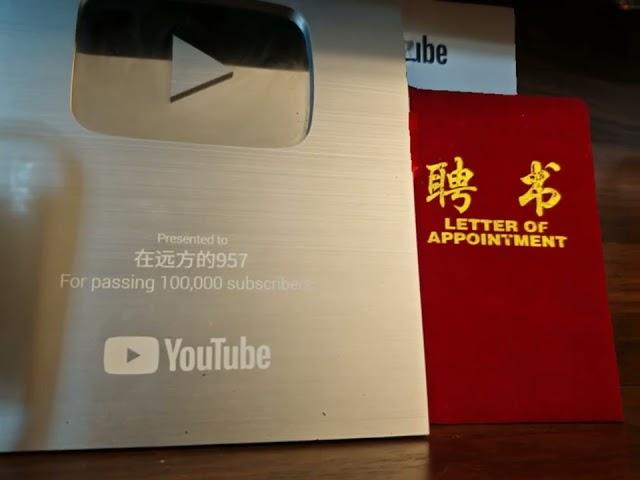 Presented to
在远方的957
For passing 100,000 subscribers
YouTube
聘书
LETTER OF
APPOINTMENT